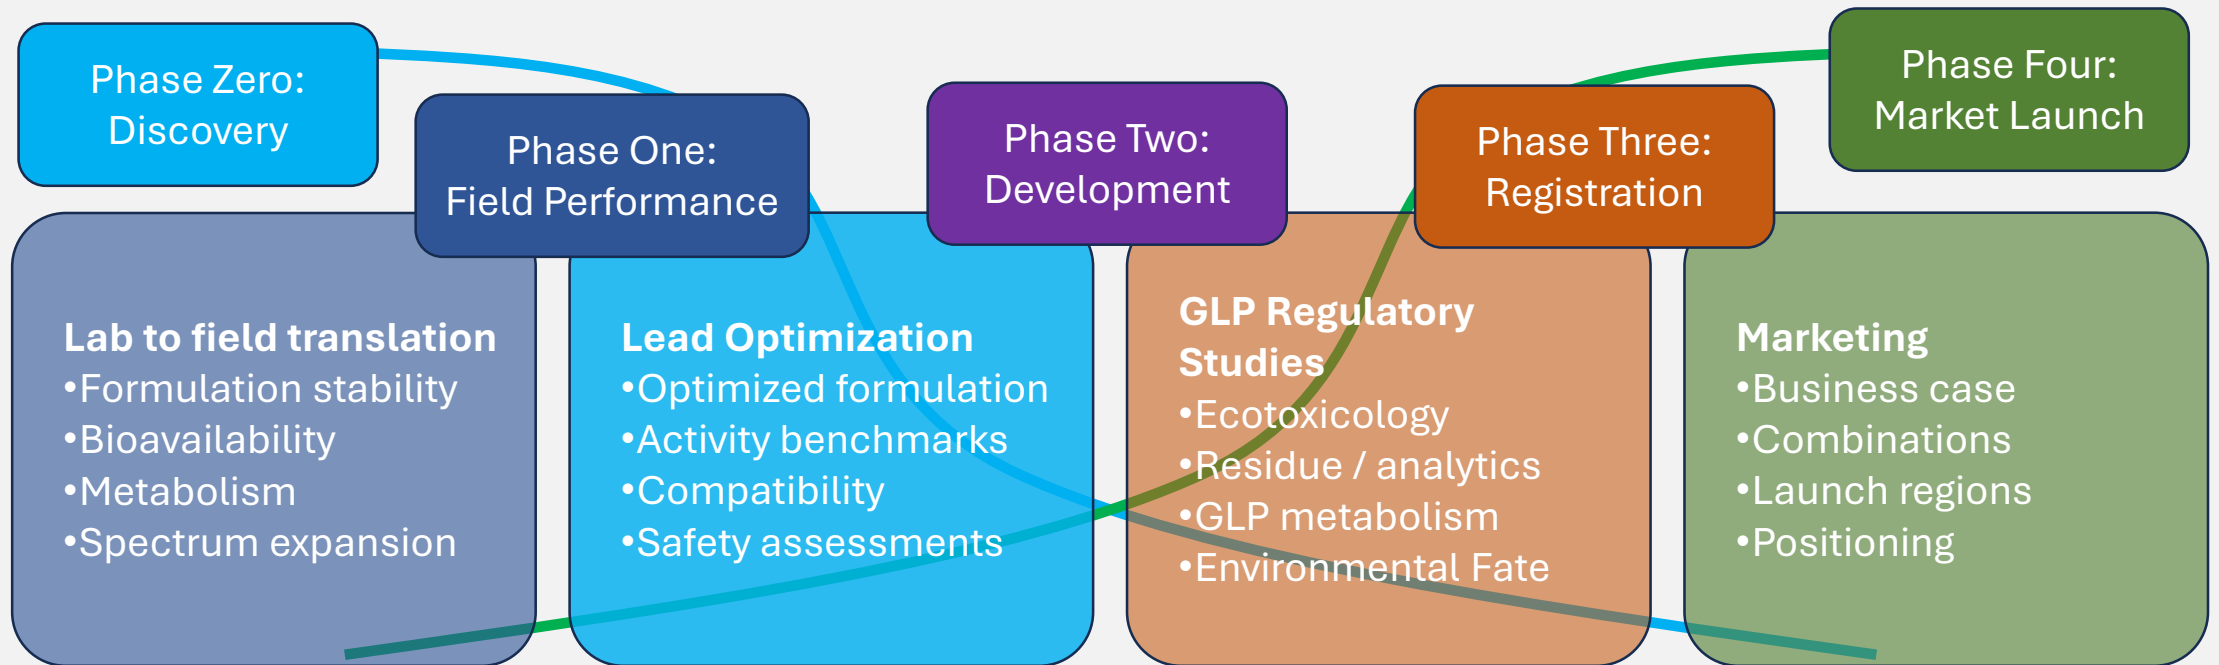 Phase Zero:
Discovery
Phase One:
Field Performance
Phase Two:
Development
Phase Three:
Registration
Phase Four:
Market Launch
Lab to field translation
•Formulation stability
•Bioavailability
•Metabolism
•Spectrum expansion
Lead Optimization
•Optimized formulation
•Activity benchmarks
•Compatibility
•Safety assessments
GLP Regulatory
Studies
•Ecotoxicology
•Residue / analytics
•GLP metabolism
•Environmental Fate
Marketing
•Business case
•Combinations
•Launch regions
•Positioning